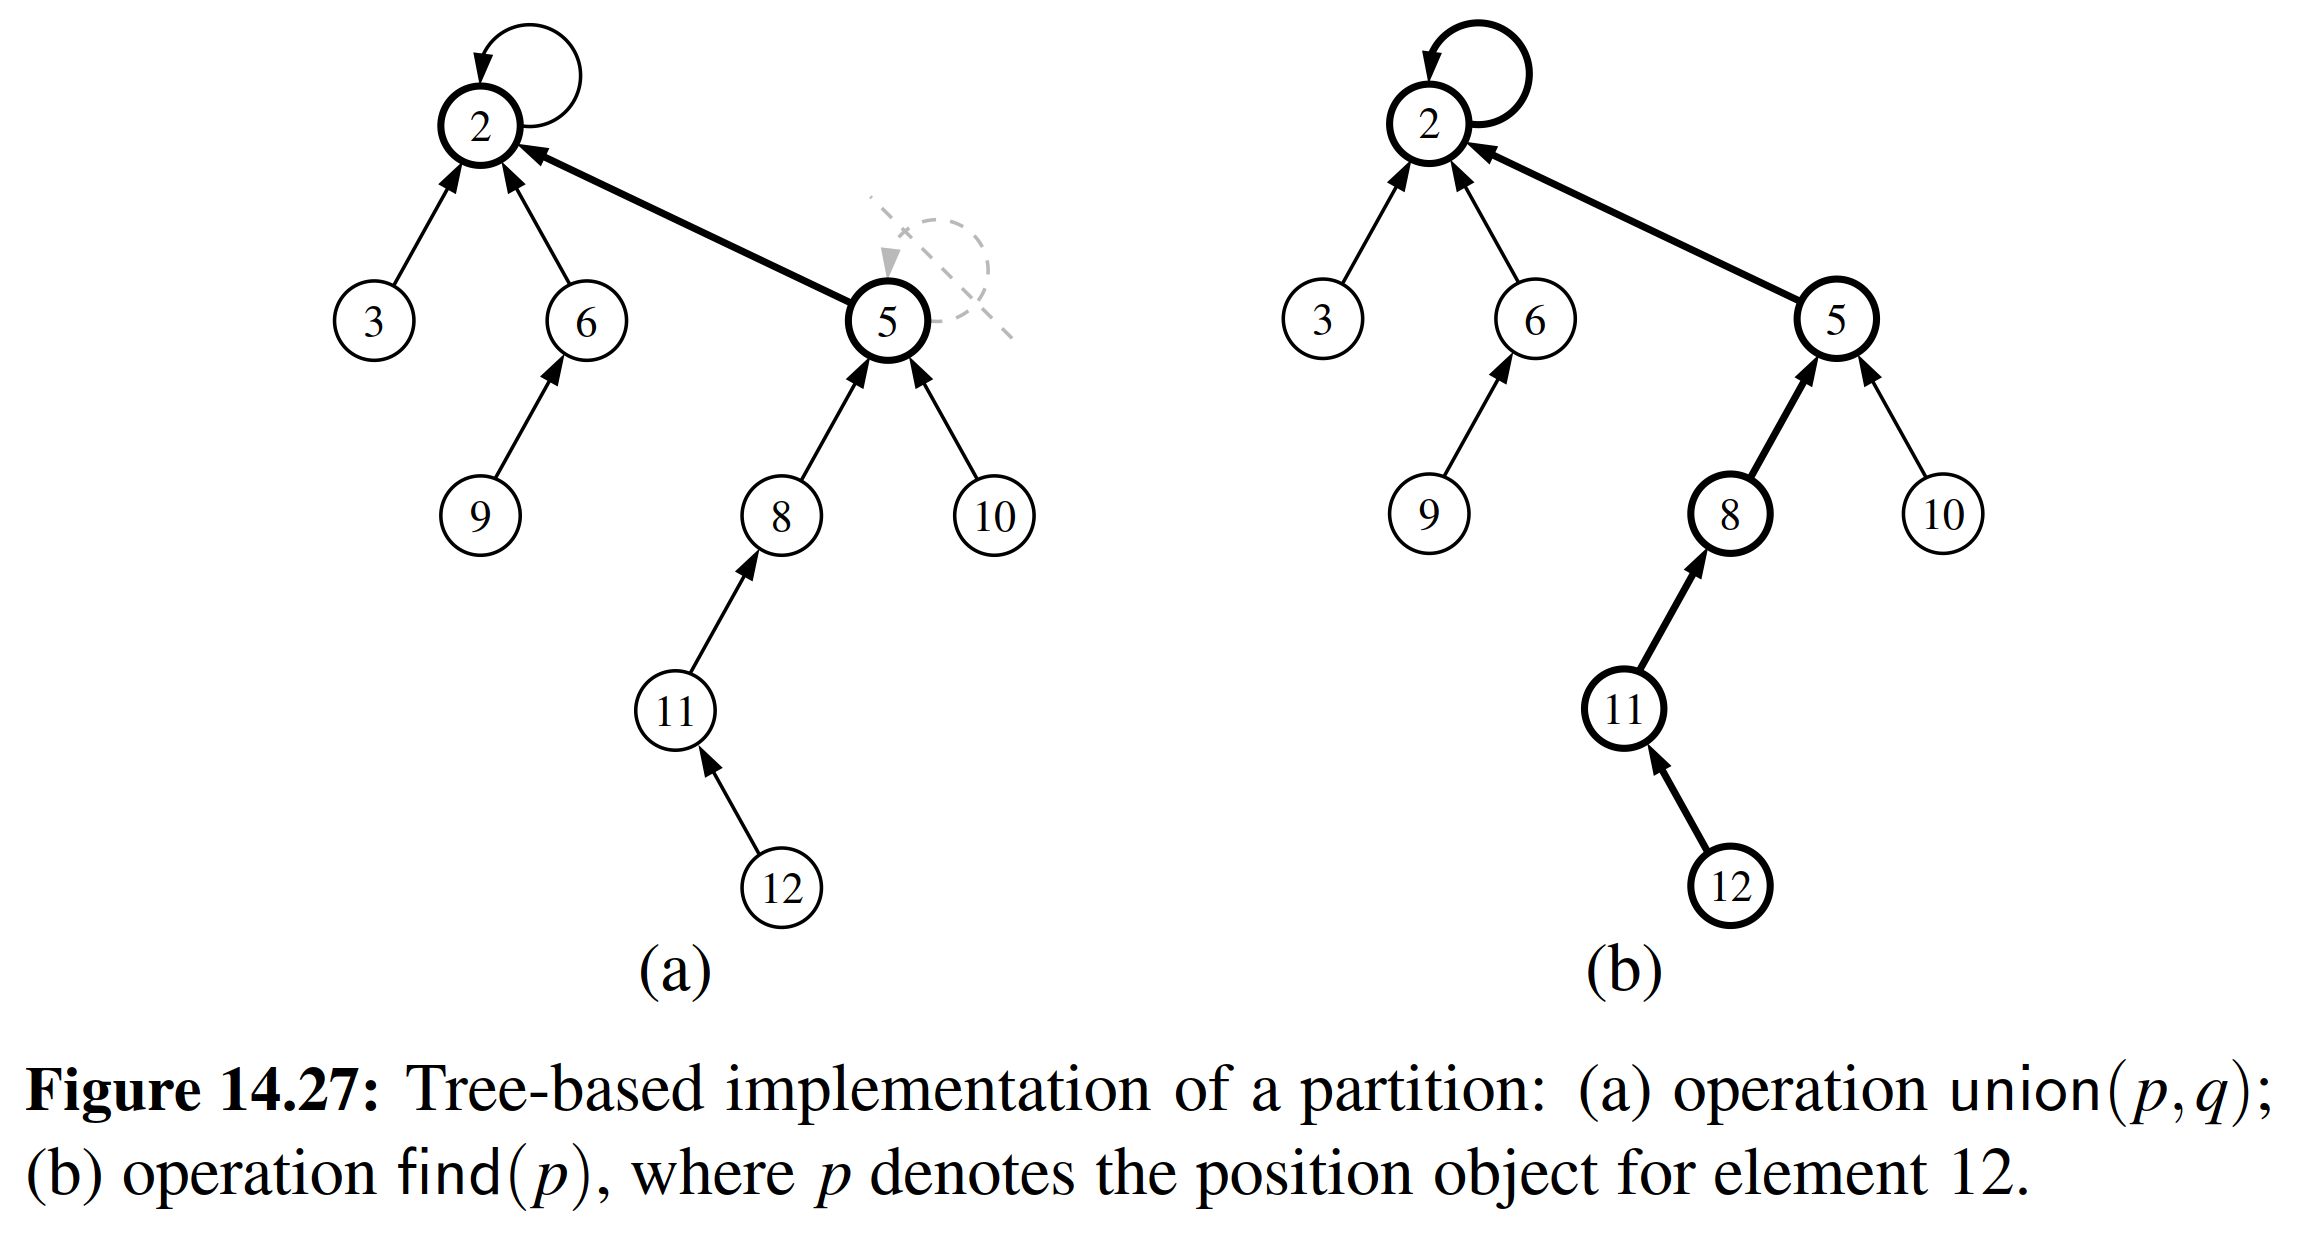 2
2
3 6 5
3 6 5
9 8 10
9 8 10
11
11
12
12
(a)
(b)
Figure 14.27: Tree-based implementation of a partition: (a) operation union(p,q);
(b) operation find(p), where p denotes the position object for element 12.